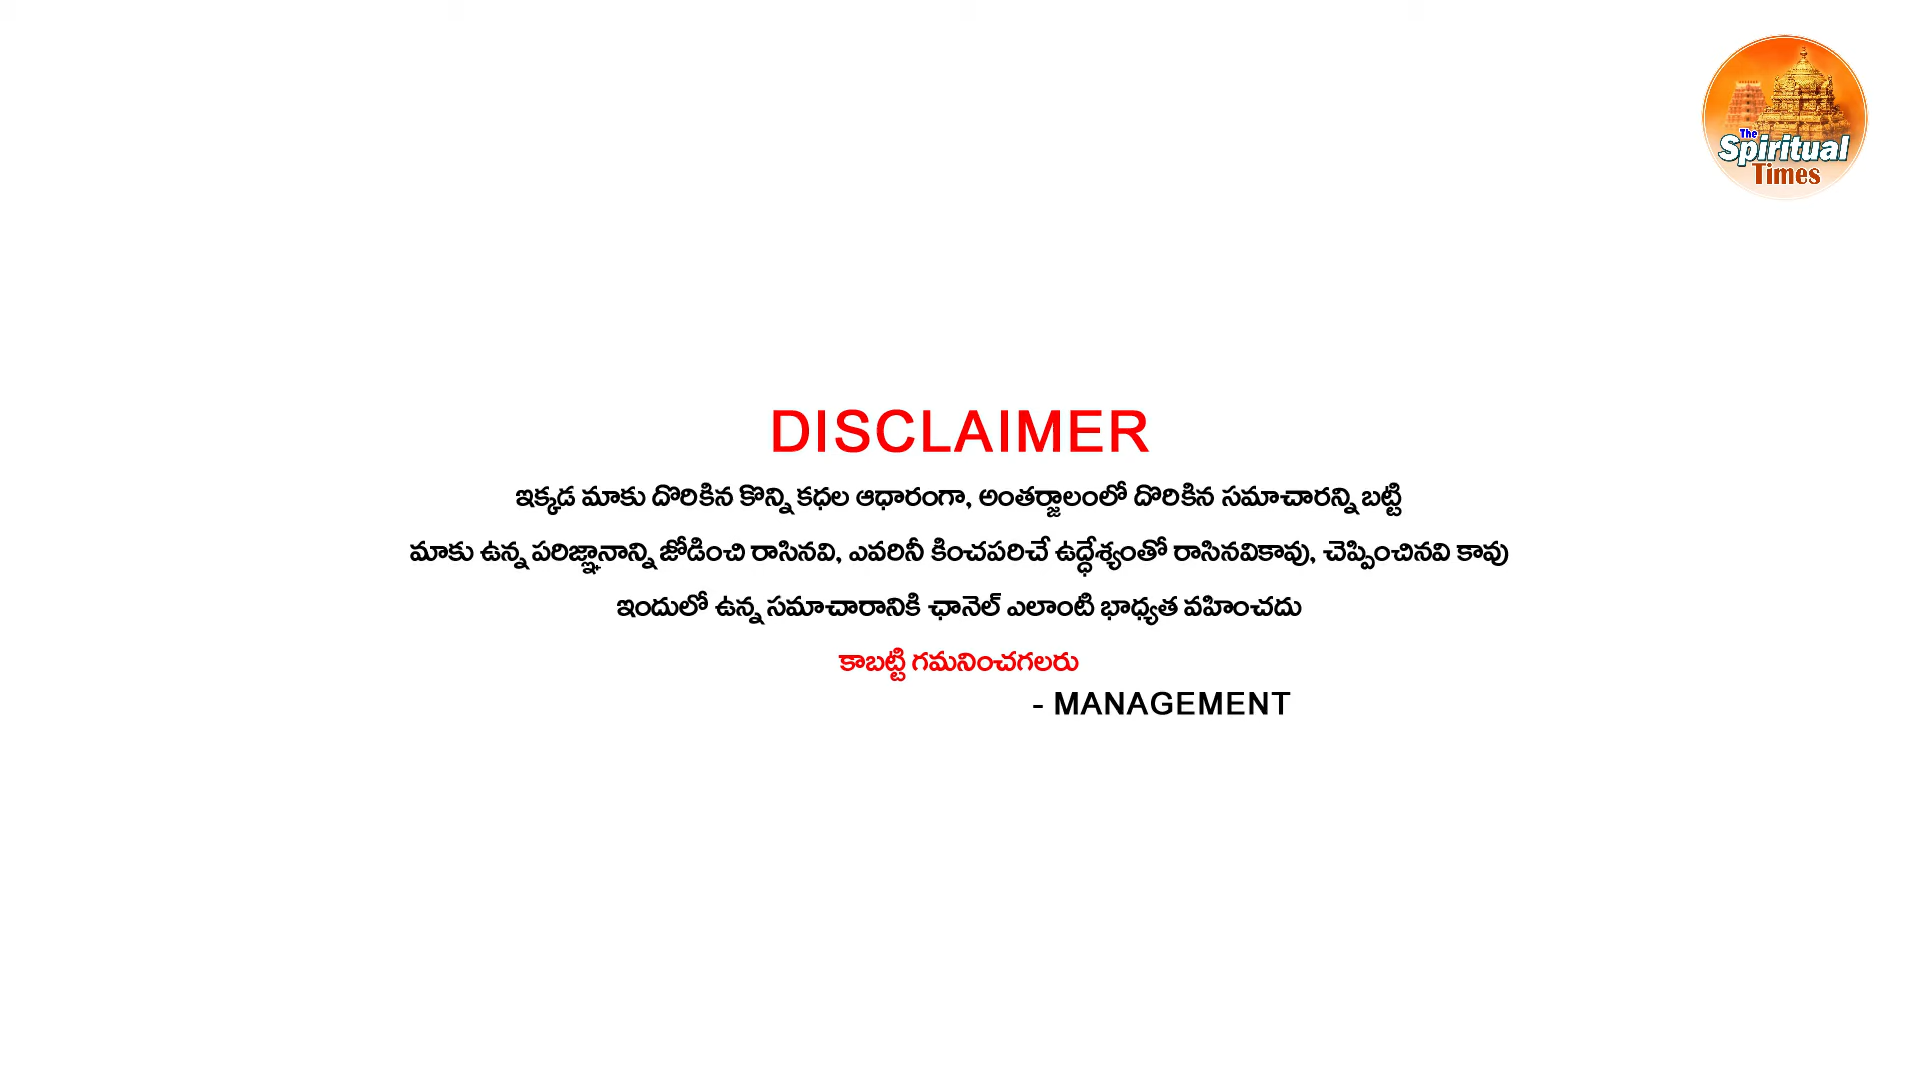 The
Spiritual
Times
DISCLAIMER
ఇక్కడ మాకు దొరికిన కొన్ని కధల ఆధారంగా, అంతర్జాలంలో దొరికిన సమాచారన్ని బట్టి
మాకు ఉన్న పరిజ్ఞానాన్ని జోడించి రాసినవి, ఎవరినీ కించపరిచే ఉద్ధేశ్యంతో రాసినవికావు, చెప్పించినవి కావు
ఇందులో ఉన్న సమాచారానికి ఛానెల్ ఎలాంటి భాధ్యత వహించదు
కాబట్టి గమనించగలరు
- MANAGEMENT